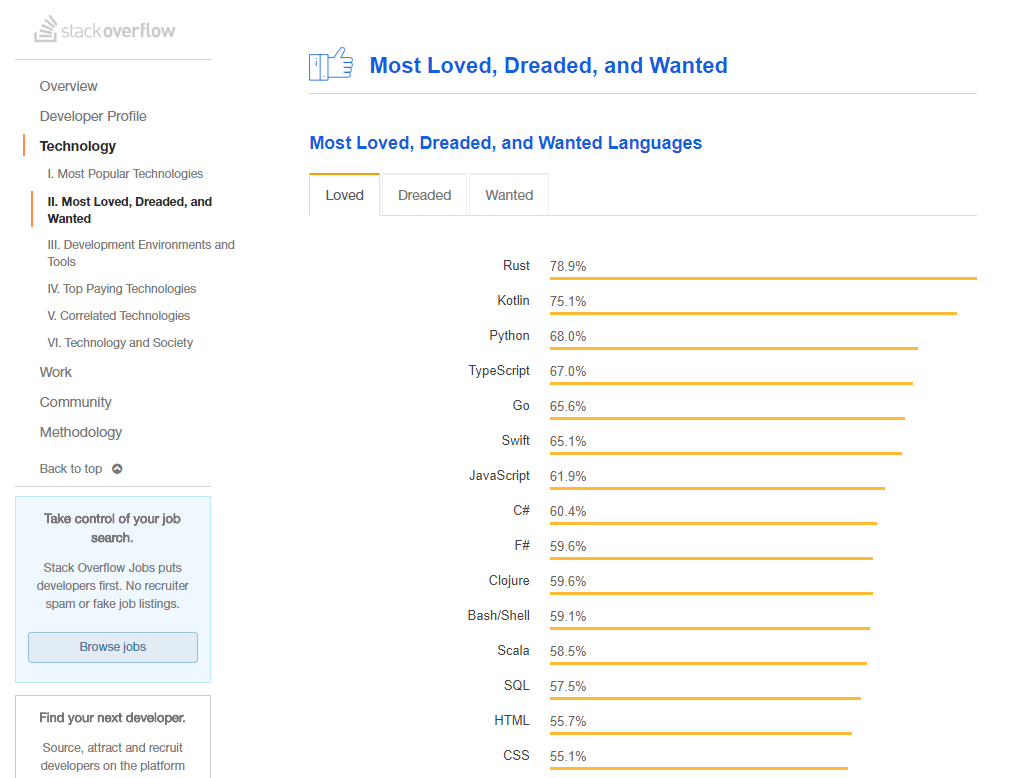 stackoverflow
Overview
Developer Profile
Technology
I. Most Popular Technologies
II. Most Loved, Dreaded, and
Wanted
III. Development Environments and
Tools
IV. Top Paying Technologies
V. Correlated Technologies
VI. Technology and Society
Work
Community
Methodology
Back to top
Take control of your job
search.
Stack Overflow Jobs puts
developers first. No recruiter
spam or fake job listings.
Browse jobs
Find your next developer.
Source, attract and recruit
developers on the platform
Most Loved, Dreaded, and Wanted
Most Loved, Dreaded, and Wanted Languages
Loved Dreaded Wanted
Rust 78.9%
Kotlin 75.1%
Python 68.0%
TypeScript 67.0%
Go 65.6%
Swift 65.1%
JavaScript 61.9%
C# 60.4%
F# 59.6%
Clojure 59.6%
Bash/Shell 59.1%
Scala 58.5%
SQL 57.5%
HTML 55.7%
CSS 55.1%